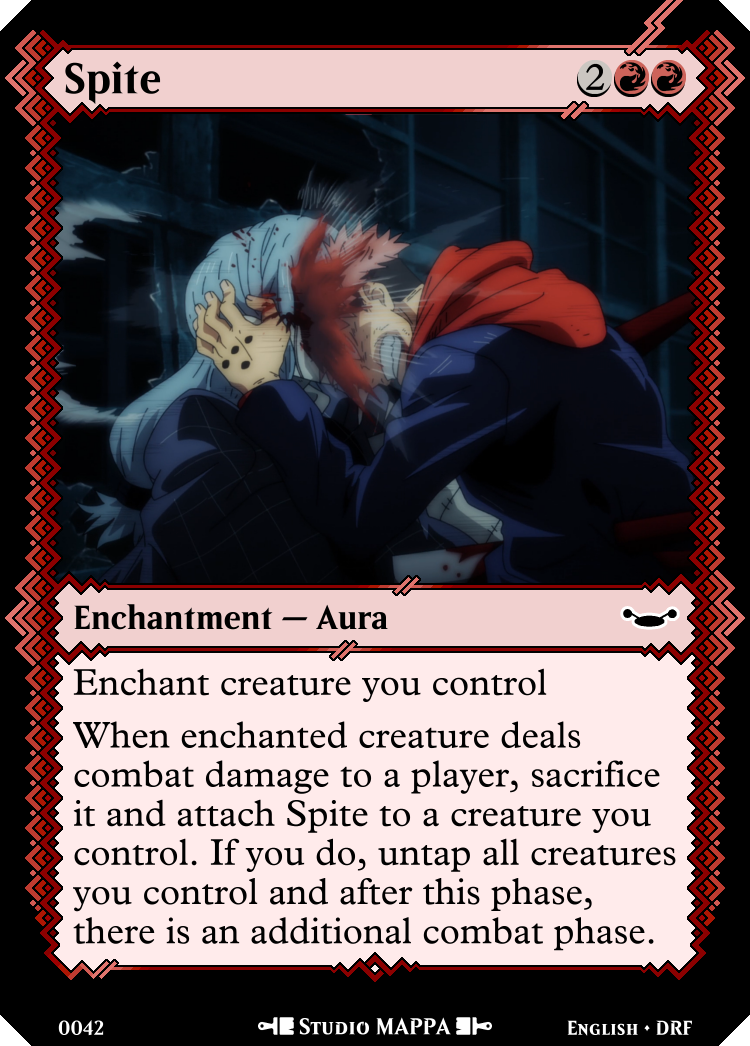 Spite
2
Enchantment — Aura
Enchant creature you control
When enchanted creature deals
combat damage to a player, sacrifice
it and attach Spite to a creature you
control. If you do, untap all creatures
you control and after this phase,
there is an additional combat phase.
0042
Studio MAPPA
English • DRF